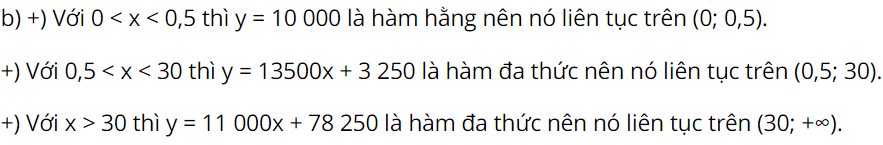 b) +) Với 0 < x < 0,5 thì y = 10 000 là hàm hằng nên nó liên tục trên (0; 0,5).
+) Với 0,5 < x < 30 thì y = 13500x + 3 250 là hàm đa thức nên nó liên tục trên (0,5; 30).
+) Với x > 30 thì y = 11 000x + 78 250 là hàm đa thức nên nó liên tục trên (30; +∞).